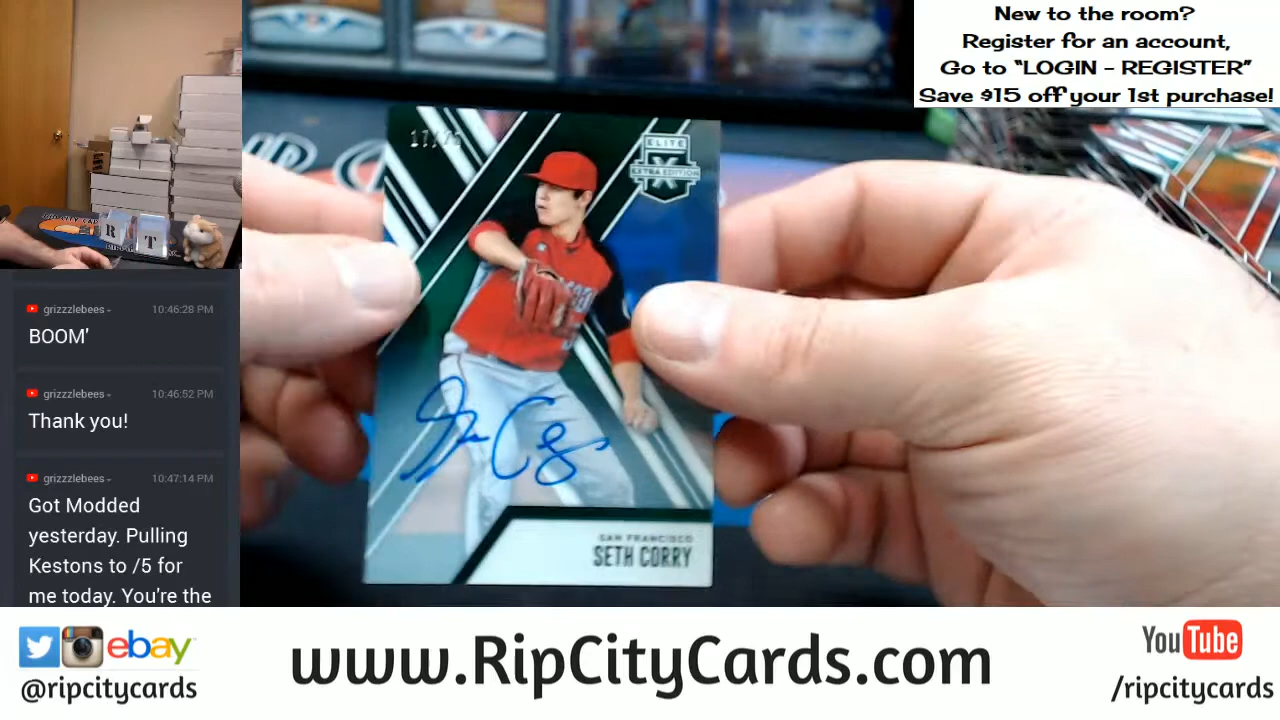 New to the room?
Register for an account,
Go to "LOGIN - REGISTER"
Save $15 off your 1st purchase!
ELITE
EXTRA EDITION
X
SAN FRANCISCO
SETH CORRY
R T
grizzzlebees
10:46:28 PM
BOOM'
grizzzlebees
10:46:52 PM
Thank you!
grizzzlebees
10:47:14 PM
Got Modded
yesterday. Pulling
Kestons to /5 for
me today. You're the
ebay
@ripcitycards
www.RipCityCards.com
YouTube
/ripcitycards